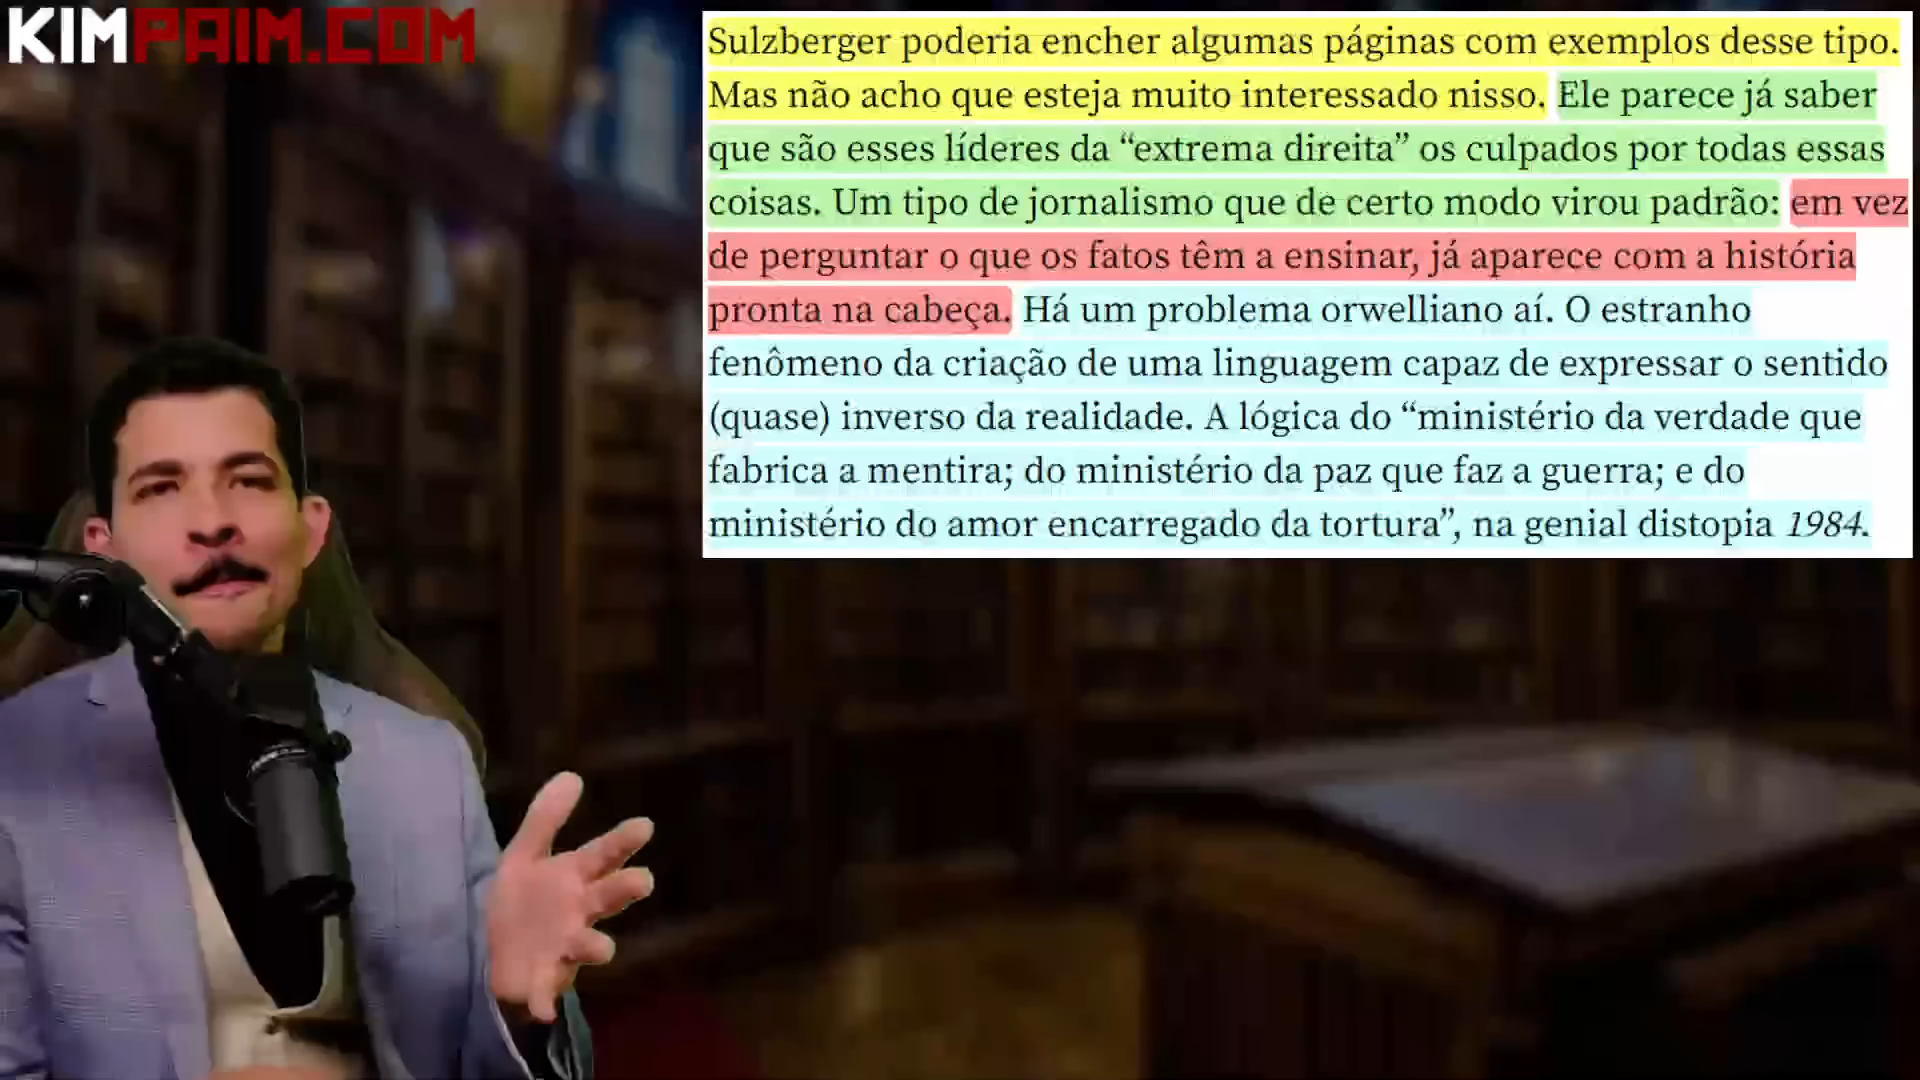 KIMPAIM.COM
Sulzberger poderia encher algumas páginas com exemplos desse tipo.
Mas não acho que esteja muito interessado nisso. Ele parece já saber
que são esses líderes da “extrema direita” os culpados por todas essas
coisas. Um tipo de jornalismo que de certo modo virou padrão: em vez
de perguntar o que os fatos têm a ensinar, já aparece com a história
pronta na cabeça. Há um problema orwelliano aí. O estranho
fenômeno da criação de uma linguagem capaz de expressar o sentido
(quase) inverso da realidade. A lógica do “ministério da verdade que
fabrica a mentira; do ministério da paz que faz a guerra; e do
ministério do amor encarregado da tortura”, na genial distopia 1984.